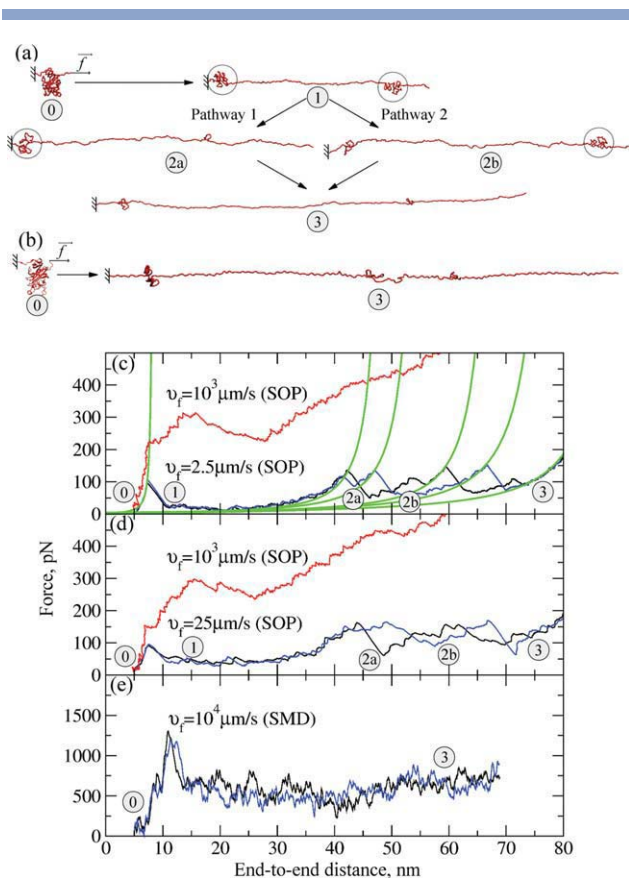 (a)
f
0
1
Pathway 1 Pathway 2
2a 2b
3
(b)
f
0 3
(c)
400
300
200
100
0
υf=10³μm/s (SOP)
υf=2.5μm/s (SOP)
0 1 2a 2b 3
(d)
400
300
200
100
0
υf=10³μm/s (SOP)
υf=25μm/s (SOP)
0 1 2a 2b 3
(e)
1500
1000
500
0
υf=10⁴μm/s (SMD)
0 3
Force, pN
0 10 20 30 40 50 60 70 80
End-to-end distance, nm